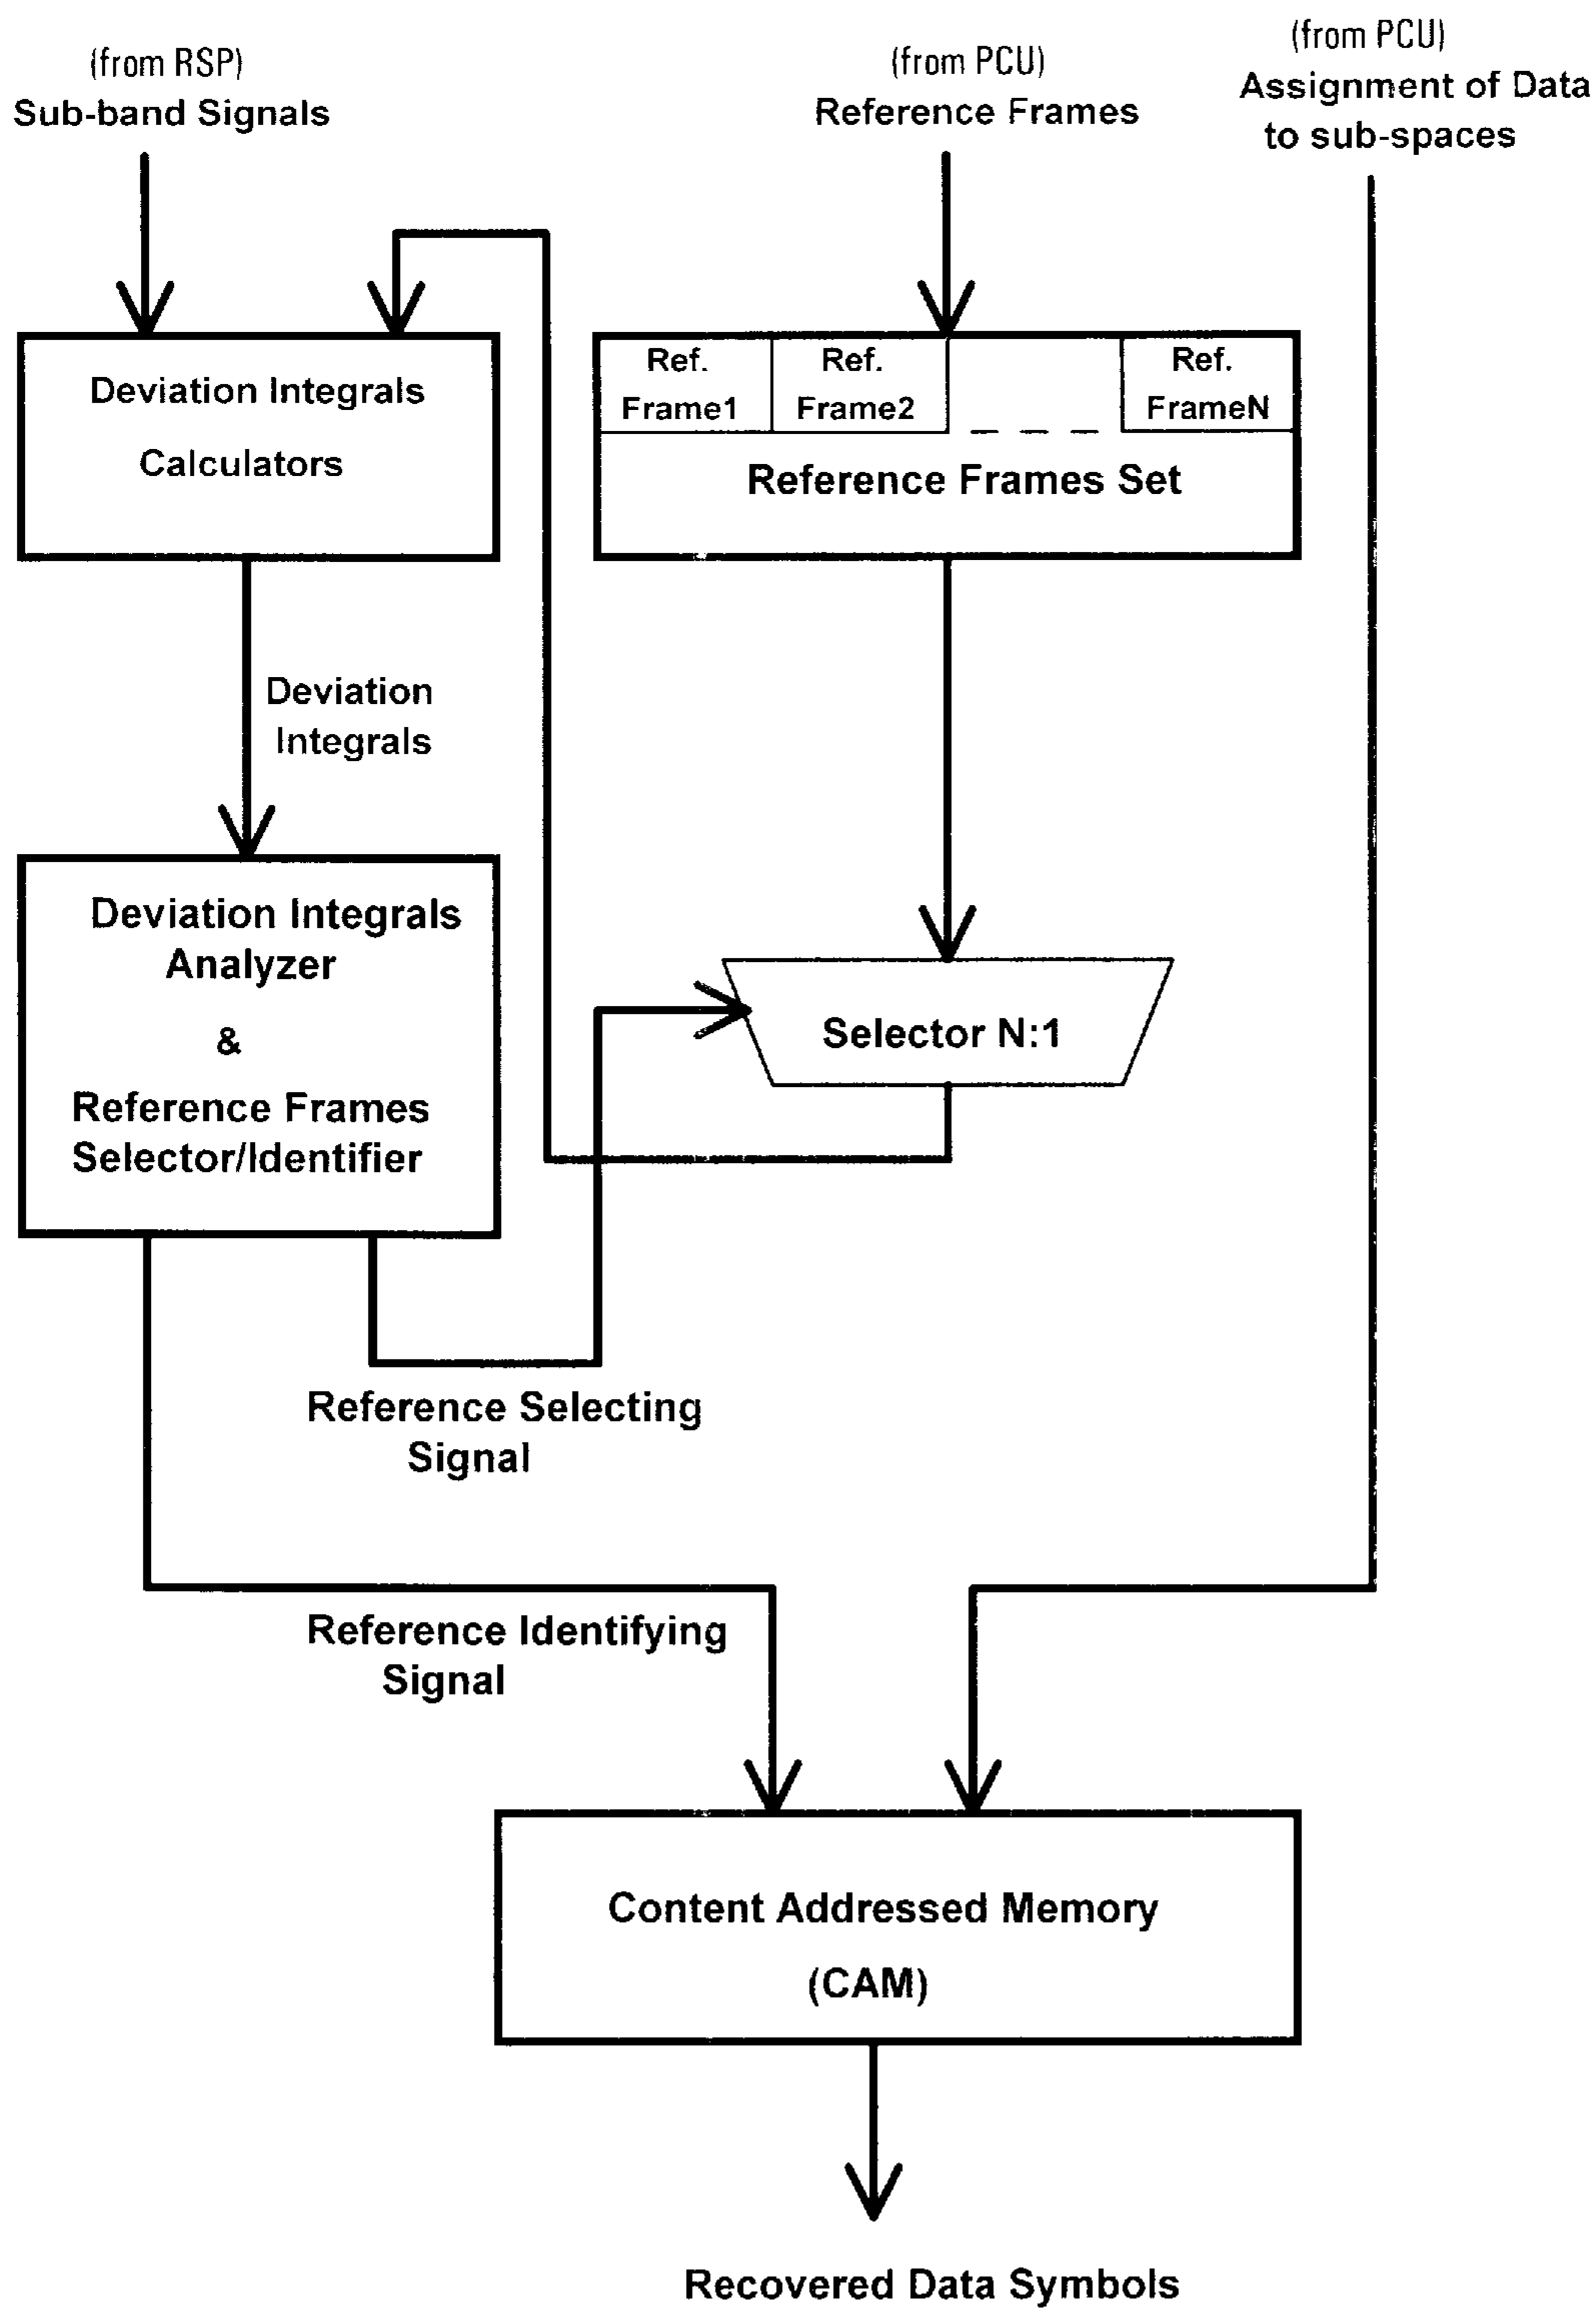 (from RSP)
Sub-band Signals
(from PCU)
Reference Frames
(from PCU)
Assignment of Data
to sub-spaces
Deviation Integrals
Calculators
Ref.
Frame1
Ref.
Frame2
Ref.
FrameN
Reference Frames Set
Deviation
Integrals
Deviation Integrals
Analyzer
&
Reference Frames
Selector/Identifier
Selector N:1
Reference Selecting
Signal
Reference Identifying
Signal
Content Addressed Memory
(CAM)
Recovered Data Symbols